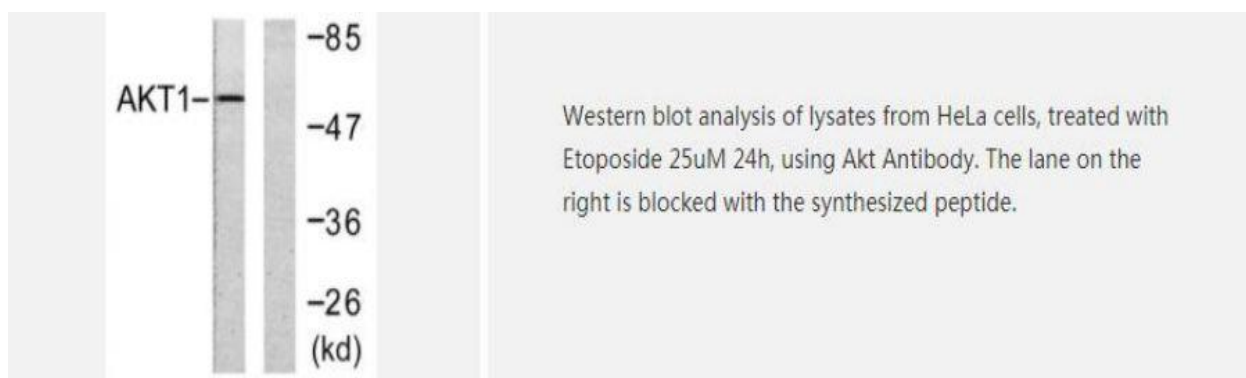 -85
AKT1-
-47
-36
-26
(kd)
Western blot analysis of lysates from HeLa cells, treated with
Etoposide 25uM 24h, using Akt Antibody. The lane on the
right is blocked with the synthesized peptide.